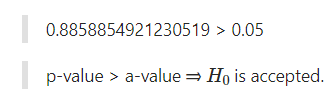 0.8858854921230519 > 0.05
p-value > a-value ⇒ H₀ is accepted.